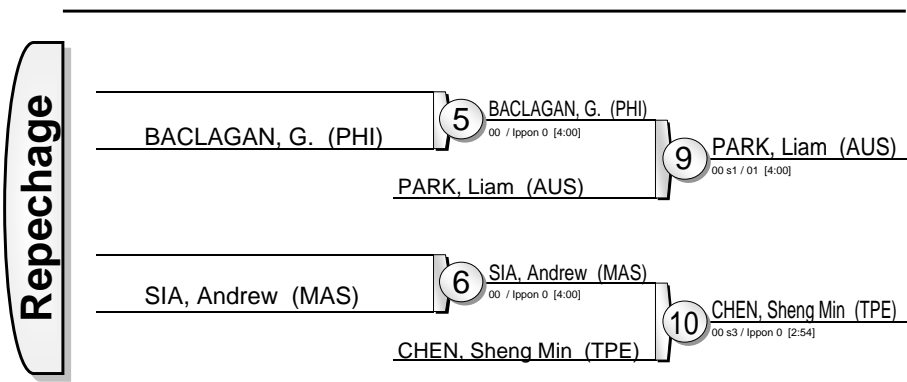 Repechage
BACLAGAN, G. (PHI)
5
BACLAGAN, G. (PHI)
00 / Ippon 0 [4:00]
PARK, Liam (AUS)
9
PARK, Liam (AUS)
00 s1 / 01 [4:00]
SIA, Andrew (MAS)
6
SIA, Andrew (MAS)
00 / Ippon 0 [4:00]
CHEN, Sheng Min (TPE)
10
CHEN, Sheng Min (TPE)
00 s3 / Ippon 0 [2:54]